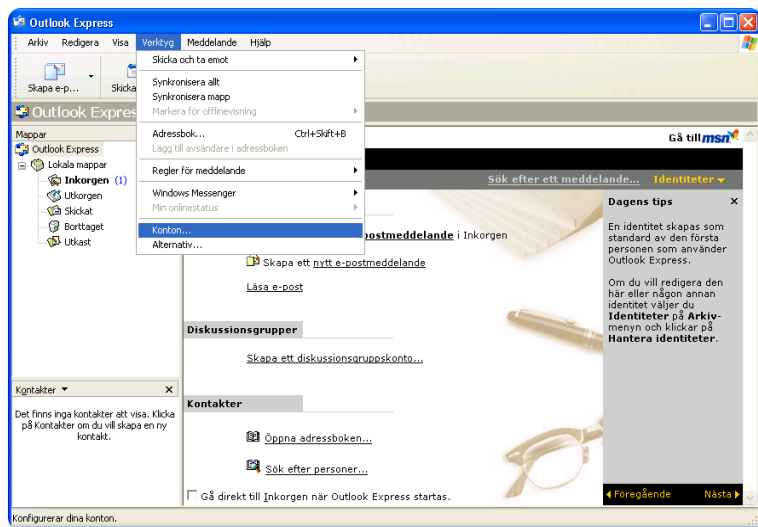 Outlook Express
Arkiv Redigera Visa Verktyg Meddelande Hjälp
Skapa e-p... Skicka
Outlook Expres
Skicka och ta emot
Synkronisera allt
Synkronisera mapp
Markera för offlinevisning
Adressbok... Ctrl+Skift+B
Lägg till avsändare i adressboken
Regler för meddelande
Windows Messenger
Min onlinestatus
Konton...
Alternativ...
Mappar
Outlook Express
Lokala mappar
Inkorgen (1)
Utkorgen
Skickat
Borttaget
Utkast
Kontakter
Det finns inga kontakter att visa. Klicka
på Kontakter om du vill skapa en ny
kontakt.
Gå till msn
Sök efter ett meddelande... Identiteter
postmeddelande i Inkorgen
Skapa ett nytt e-postmeddelande
Läsa e-post
Diskussionsgrupper
Skapa ett diskussionsgruppskonto...
Kontakter
Öppna adressboken...
Sök efter personer...
Gå direkt till Inkorgen när Outlook Express startas.
Dagens tips
En identitet skapas som
standard av den första
personen som använder
Outlook Express.
Om du vill redigera den
här eller någon annan
identitet väljer du
Identiteter på Arkiv-
menyn och klickar på
Hantera identiteter.
Föregående Nästa
Konfigurerar dina konton.